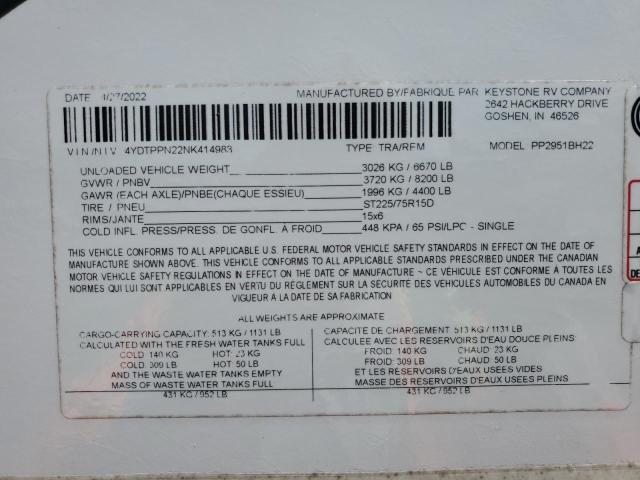 DATE 4/27/2022 MANUFACTURED BY/FABRIQUE PAR KEYSTONE RV COMPANY
2642 HACKBERRY DRIVE
GOSHEN, IN 46526
VIN/NIV 4YDTPPN22NK414983 TYPE TRA/REM MODEL PP2951BH22
UNLOADED VEHICLE WEIGHT 3026 KG / 6670 LB
GVWR / PNBV 3720 KG / 8200 LB
GAWR (EACH AXLE)/PNBE(CHAQUE ESSIEU) 1996 KG / 4400 LB
TIRE / PNEU ST225/75R15D
RIMS/JANTE 15x6
COLD INFL. PRESS/PRESS. DE GONFL. À FROID 448 KPA / 65 PSI/LPC - SINGLE
THIS VEHICLE CONFORMS TO ALL APPLICABLE U.S. FEDERAL MOTOR VEHICLE SAFETY STANDARDS IN EFFECT ON THE DATE OF
MANUFACTURE SHOWN ABOVE. THIS VEHICLE CONFORMS TO ALL APPLICABLE STANDARDS PRESCRIBED UNDER THE CANADIAN
MOTOR VEHICLE SAFETY REGULATIONS IN EFFECT ON THE DATE OF MANUFACTURE ~ CE VÉHICULE EST CONFORME À TOUTES LES
NORMES QUI LUI SONT APPLICABLES EN VERTU DU RÈGLEMENT SUR LA SECURITE DES VÉHICULES AUTOMOBILES DU CANADA EN
VIGUEUR À LA DATE DE SA FABRICATION
ALL WEIGHTS ARE APPROXIMATE
CARGO-CARRYING CAPACITY: 513 KG / 1131 LB
CALCULATED WITH THE FRESH WATER TANKS FULL
COLD: 140 KG HOT: 23 KG
COLD: 309 LB HOT: 50 LB
AND THE WASTE WATER TANKS EMPTY
MASS OF WASTE WATER TANKS FULL
431 KG / 952 LB
CAPACITE DE CHARGEMENT: 513 KG / 1131 LB
CALCULEE AVEC LES RESERVOIRS D'EAU DOUCE PLEINS:
FROID: 140 KG CHAUD: 23 KG
FROID: 309 LB CHAUD: 50 LB
ET LES RESERVOIRS D'EAUX USEES VIDES
MASSE DES RESERVOIRS D'EAUX USEES PLEINS
431 KG / 952 LB